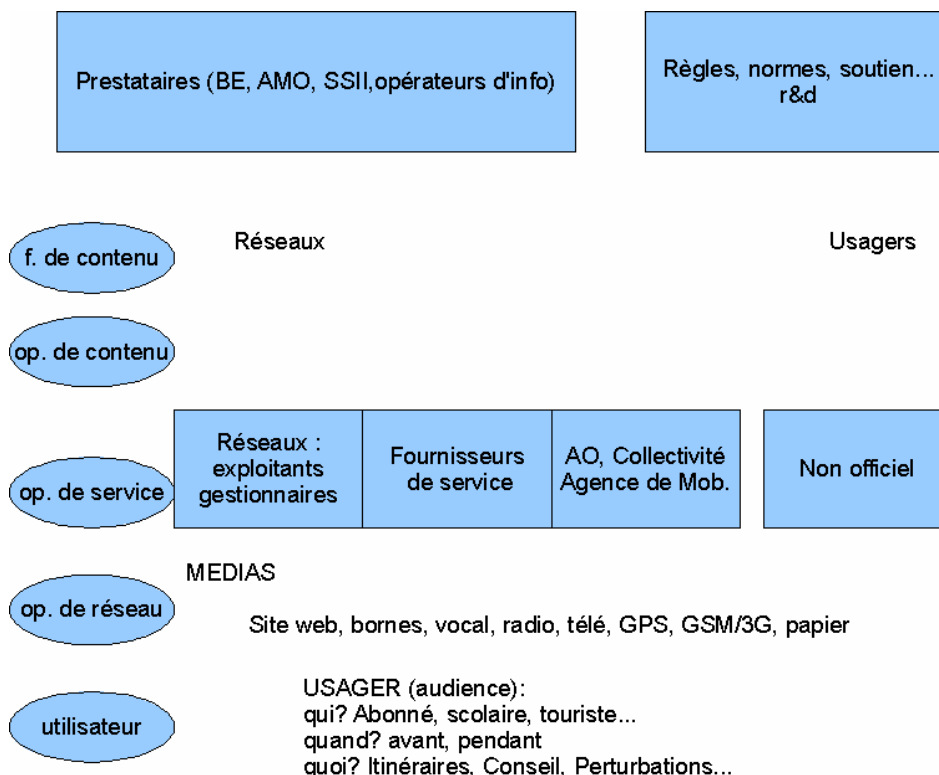 Prestataires (BE, AMO, SSII,opérateurs d'info)
Règles, normes, soutien...
r&d
f. de contenu
Réseaux
Usagers
op. de contenu
op. de service
Réseaux :
exploitants
gestionnaires
Fournisseurs
de service
AO, Collectivité
Agence de Mob.
Non officiel
op. de réseau
MEDIAS
Site web, bornes, vocal, radio, télé, GPS, GSM/3G, papier
utilisateur
USAGER (audience):
qui? Abonné, scolaire, touriste...
quand? avant, pendant
quoi? Itinéraires, Conseil, Perturbations...